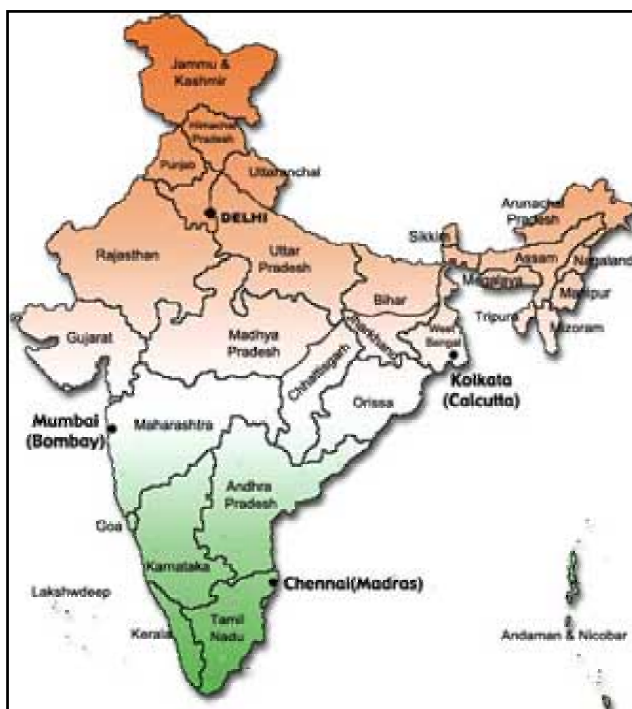 Jammu &
Kashmir
Himachal
Pradesh
Punjab
Uttaranchal
DELHI
Rajasthan
Uttar
Pradesh
Sikkim
Arunachal
Pradesh
Assam
Nagaland
Megalaya
Manipur
Tripura
Mizoram
Bihar
Jharkhand
West
Bengal
Gujarat
Madhya
Pradesh
Chhattisgarh
Orissa
Kolkata
(Calcutta)
Mumbai
(Bombay)
Maharashtra
Andhra
Pradesh
Goa
Karnataka
Chennai(Madras)
Lakshwdeep
Kerala
Tamil
Nadu
Andaman & Nicobar